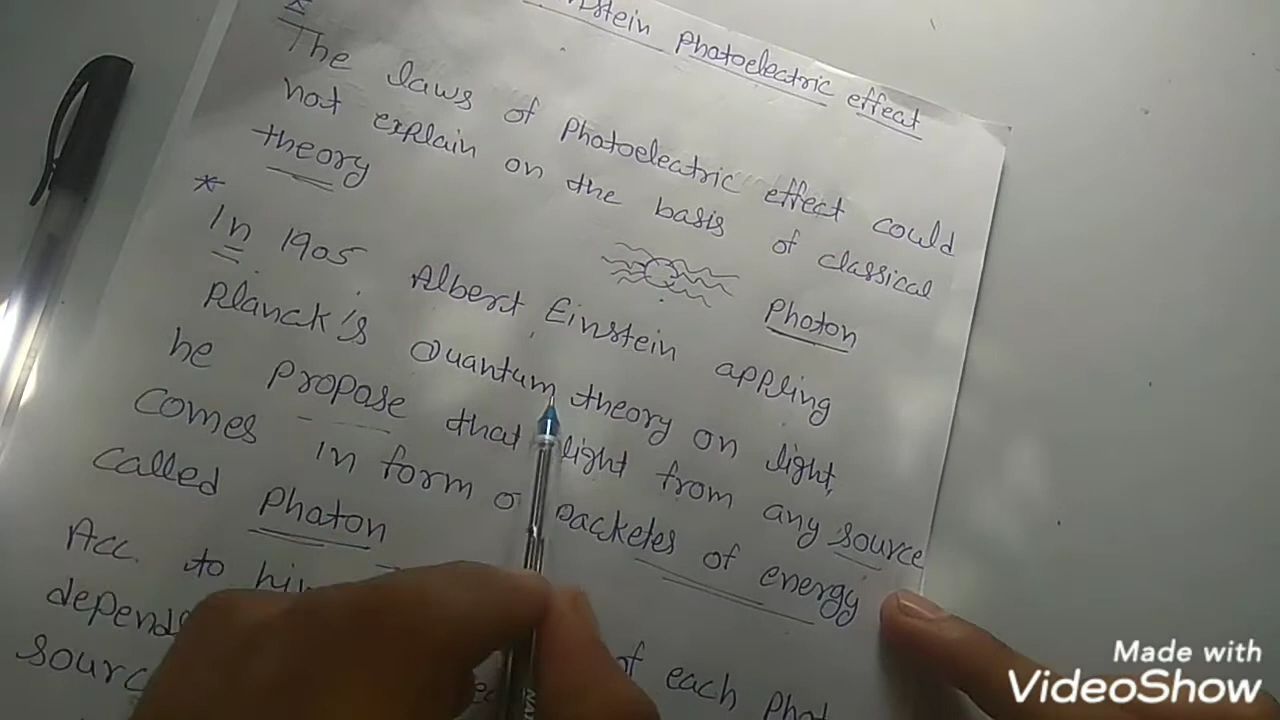 Photoelectric effect
The laws of Photoelectric effect could
not explain on the basis of classical
theory
Photon
* In 1905 Albert Einstein appling
Planck's Quantum theory on light,
he propose that light from any source
comes in form of packetes of energy
called Photon
Acc. to
depends
of each
Made with
VideoShow